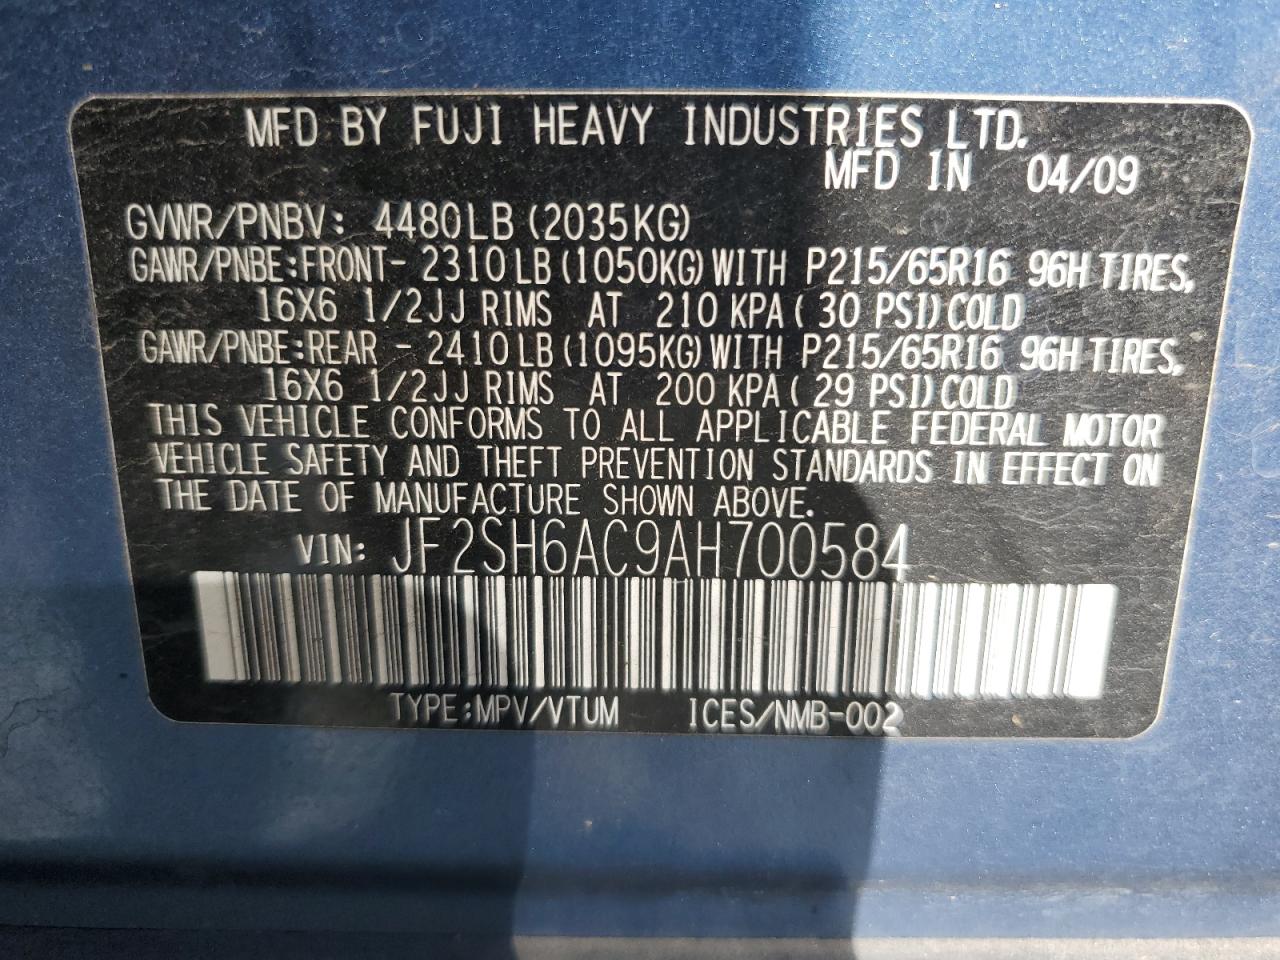 MFD BY FUJI HEAVY INDUSTRIES LTD.
MFD IN 04/09
GVWR/PNBV: 4480LB (2035KG)
GAWR/PNBE:FRONT- 2310LB (1050KG) WITH P215/65R16 96H TIRES,
16X6 1/2JJ RIMS AT 210 KPA ( 30 PSI) COLD
GAWR/PNBE:REAR - 2410LB (1095KG) WITH P215/65R16 96H TIRES,
16X6 1/2JJ RIMS AT 200 KPA ( 29 PSI) COLD
THIS VEHICLE CONFORMS TO ALL APPLICABLE FEDERAL MOTOR
VEHICLE SAFETY AND THEFT PREVENTION STANDARDS IN EFFECT ON
THE DATE OF MANUFACTURE SHOWN ABOVE.
VIN: JF2SH6AC9AH700584
TYPE:MPV/VTUM ICES/NMB-002